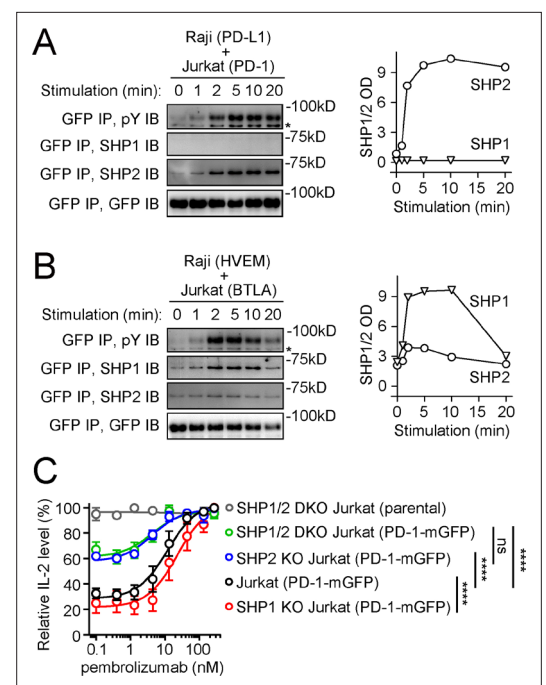 A
Raji (PD-L1)
+
Jurkat (PD-1)
Stimulation (min): 0 1 2 5 10 20
-100kD
GFP IP, pY IB
*
-75kD
GFP IP, SHP1 IB
-75kD
GFP IP, SHP2 IB
-100kD
GFP IP, GFP IB
SHP1/2 OD
9
6
3
0
SHP2
SHP1
0 5 10 15 20
Stimulation (min)
B
Raji (HVEM)
+
Jurkat (BTLA)
Stimulation (min): 0 1 2 5 10 20
-100kD
GFP IP, pY IB
*
-75kD
GFP IP, SHP1 IB
-75kD
GFP IP, SHP2 IB
-100kD
GFP IP, GFP IB
SHP1/2 OD
9
6
3
0
SHP1
SHP2
0 5 10 15 20
Stimulation (min)
C
Relative IL-2 level (%)
100
80
60
40
20
0
0.1 1 10 100
pembrolizumab (nM)
SHP1/2 DKO Jurkat (parental)
SHP1/2 DKO Jurkat (PD-1-mGFP)
SHP2 KO Jurkat (PD-1-mGFP)
Jurkat (PD-1-mGFP)
SHP1 KO Jurkat (PD-1-mGFP)
****
****
ns
****